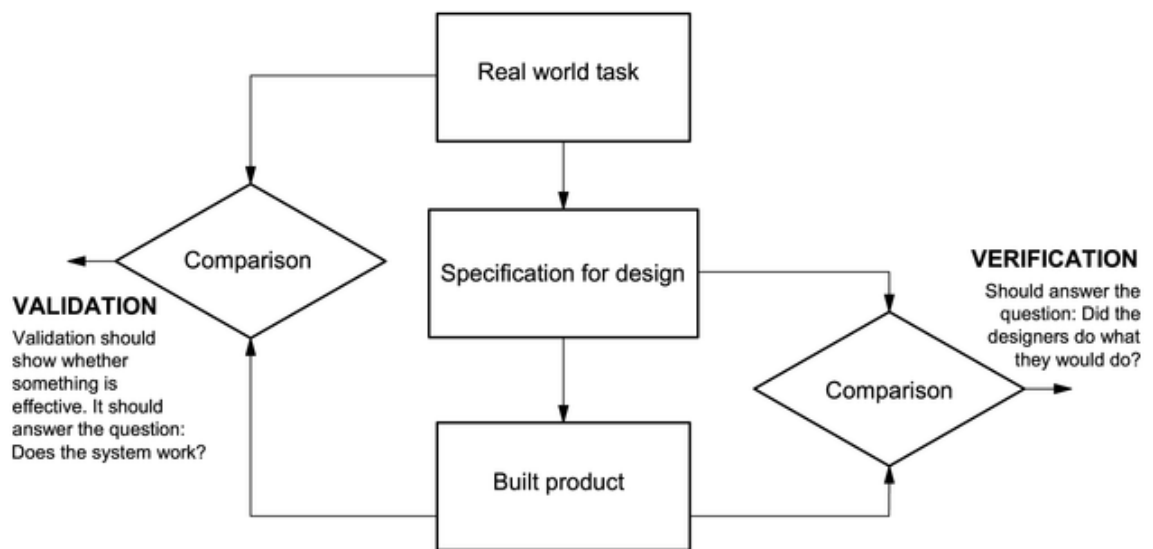 Real world task
Comparison
Specification for design
VERIFICATION
Should answer the
question: Did the
designers do what
they would do?
VALIDATION
Validation should
show whether
something is
effective. It should
answer the question:
Does the system work?
Comparison
Built product